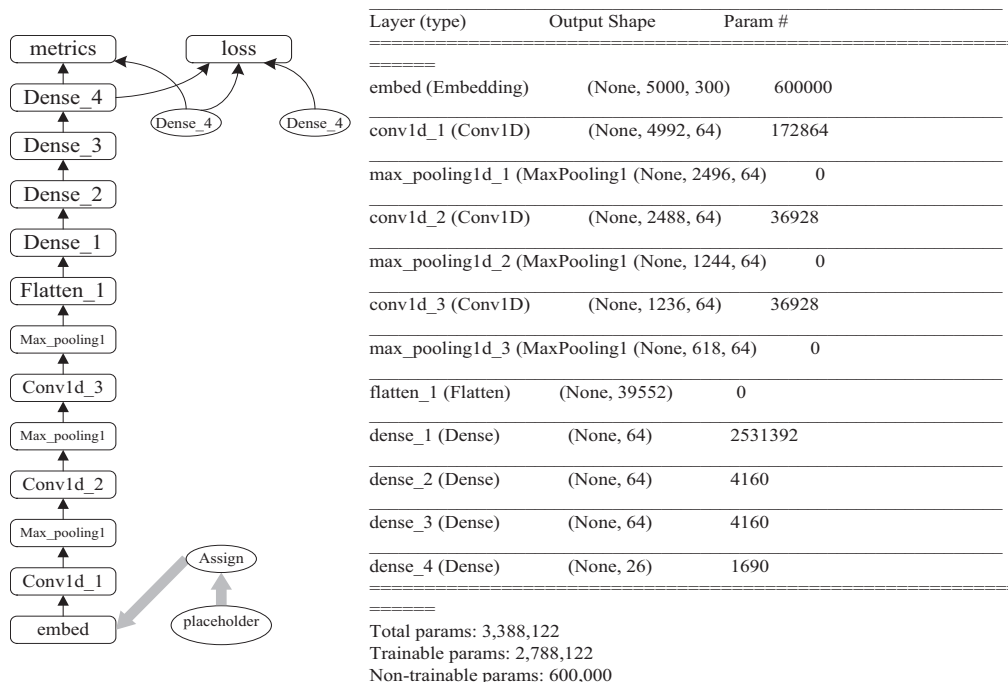 metrics
loss
Dense_4
Dense_4
Dense_4
Dense_3
Dense_2
Dense_1
Flatten_1
Max_pooling1
Conv1d_3
Max_pooling1
Conv1d_2
Max_pooling1
Conv1d_1
embed
Assign
placeholder
Layer (type) Output Shape Param #
==========================================================
======
embed (Embedding) (None, 5000, 300) 600000
conv1d_1 (Conv1D) (None, 4992, 64) 172864
max_pooling1d_1 (MaxPooling1 (None, 2496, 64) 0
conv1d_2 (Conv1D) (None, 2488, 64) 36928
max_pooling1d_2 (MaxPooling1 (None, 1244, 64) 0
conv1d_3 (Conv1D) (None, 1236, 64) 36928
max_pooling1d_3 (MaxPooling1 (None, 618, 64) 0
flatten_1 (Flatten) (None, 39552) 0
dense_1 (Dense) (None, 64) 2531392
dense_2 (Dense) (None, 64) 4160
dense_3 (Dense) (None, 64) 4160
dense_4 (Dense) (None, 26) 1690
==========================================================
======
Total params: 3,388,122
Trainable params: 2,788,122
Non-trainable params: 600,000